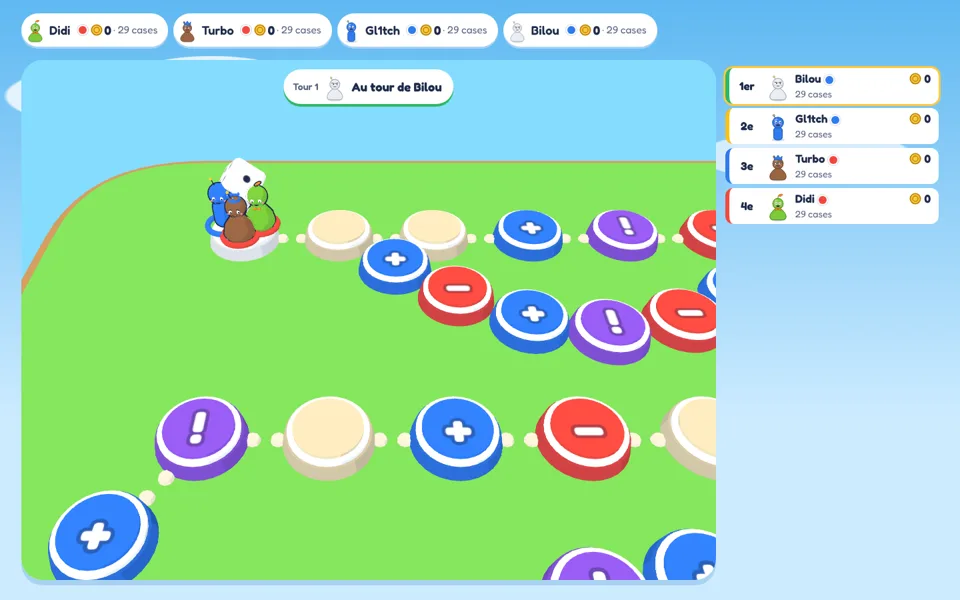 Didi 0 · 29 cases
Turbo 0 · 29 cases
Gl1tch 0 · 29 cases
Bilou 0 · 29 cases
Tour 1 Au tour de Bilou
1er Bilou 0
29 cases
2e Gl1tch 0
29 cases
3e Turbo 0
29 cases
4e Didi 0
29 cases